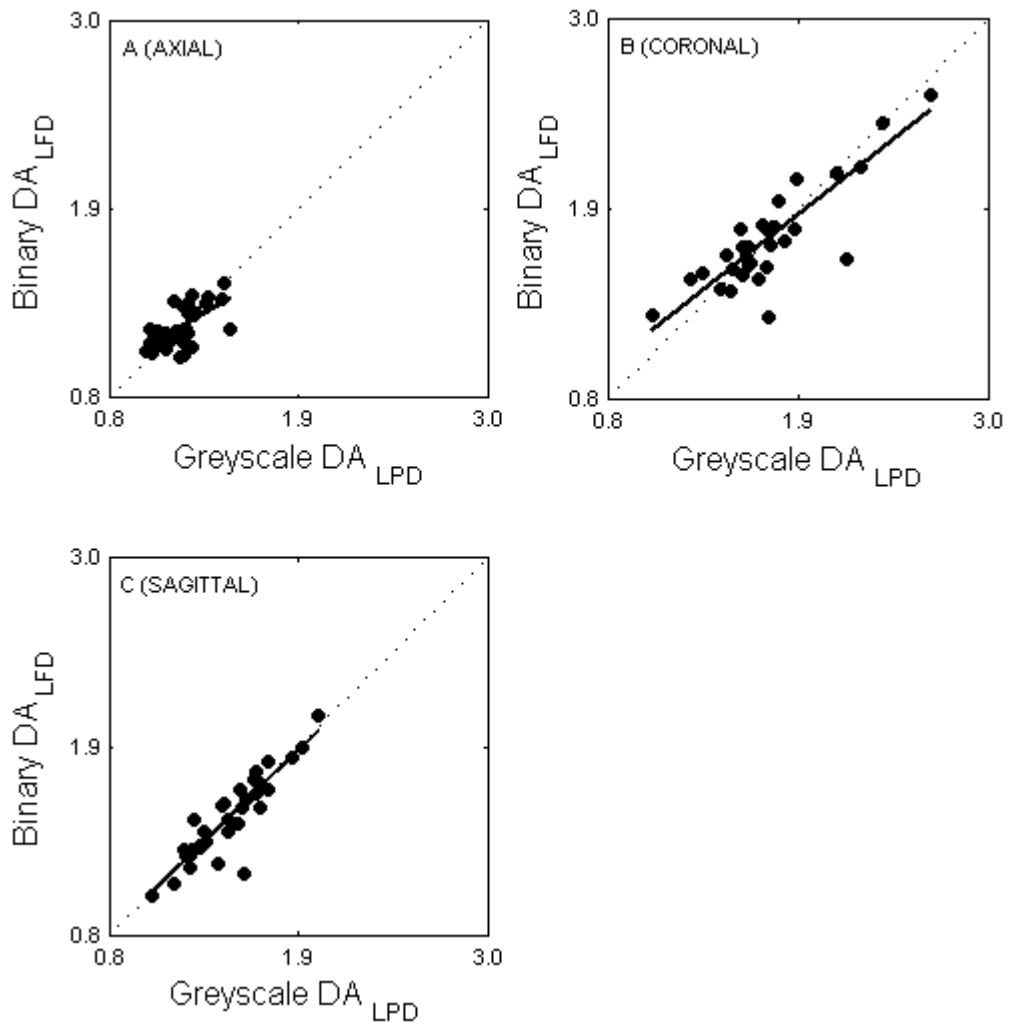 A (AXIAL)
3.0
1.9
0.8
Binary DA LFD
0.8 1.9 3.0
Greyscale DA LPD
B (CORONAL)
3.0
1.9
0.8
Binary DA LFD
0.8 1.9 3.0
Greyscale DA LPD
C (SAGITTAL)
3.0
1.9
0.8
Binary DA LFD
0.8 1.9 3.0
Greyscale DA LPD